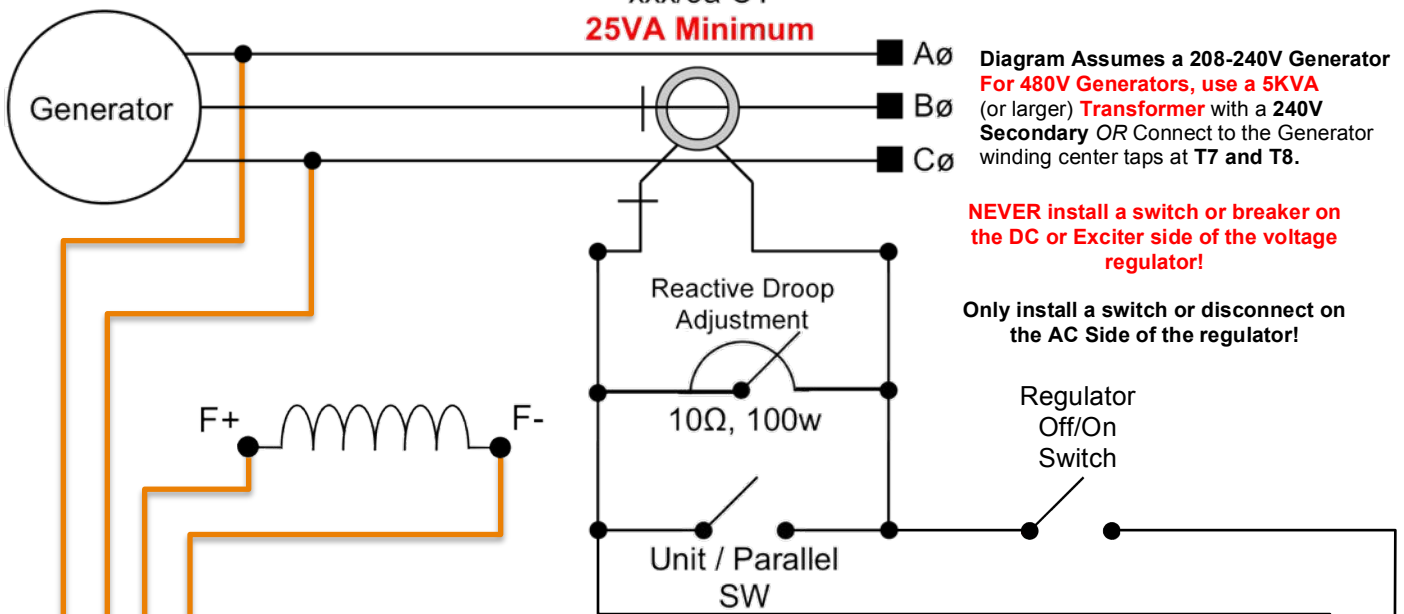 25VA Minimum
Generator
Aø
Bø
Cø
Diagram Assumes a 208-240V Generator
For 480V Generators, use a 5KVA
(or larger) Transformer with a 240V
Secondary OR Connect to the Generator
winding center taps at T7 and T8.
NEVER install a switch or breaker on
the DC or Exciter side of the voltage
regulator!
Only install a switch or disconnect on
the AC Side of the regulator!
Reactive Droop
Adjustment
10Ω, 100w
F+
F-
Regulator
Off/On
Switch
Unit / Parallel
SW